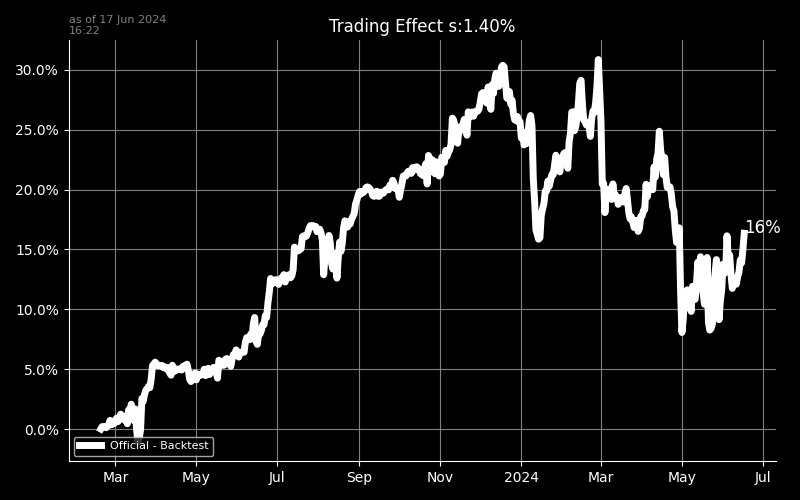 as of 17 Jun 2024
16:22
Trading Effect s:1.40%
30.0%
25.0%
20.0%
15.0%
10.0%
5.0%
0.0%
16%
Official - Backtest
Mar May Jul Sep Nov 2024 Mar May Jul